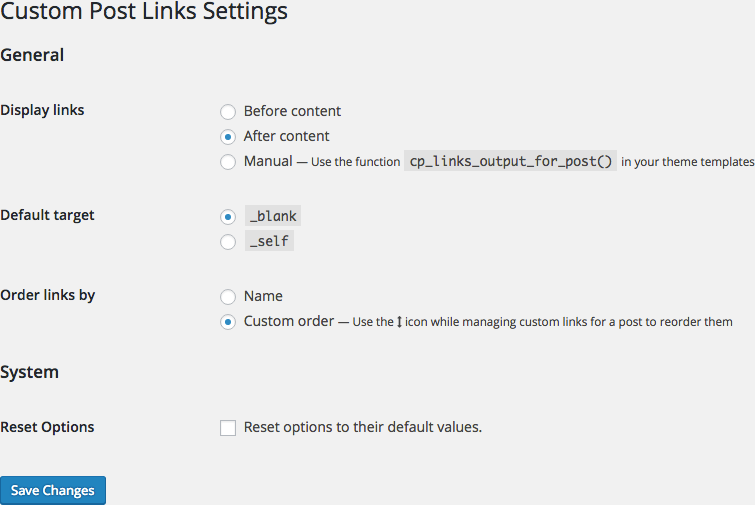 Custom Post Links Settings
General
Display links
Before content
After content
Manual — Use the function cp_links_output_for_post() in your theme templates
Default target
_blank
_self
Order links by
Name
Custom order — Use the ↕ icon while managing custom links for a post to reorder them
System
Reset Options
Reset options to their default values.
Save Changes